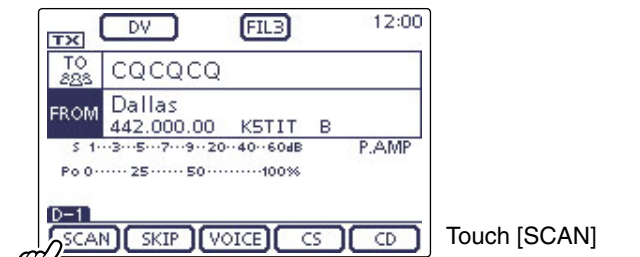 DV FIL3 12:00
TX
TO CQCQCQ
FROM Dallas
442.000.00 K5TIT B
S 1··3··5··7··9··20··40··60dB P.AMP
Po 0······25······50··········100%
D-1
SCAN SKIP VOICE CS CD Touch [SCAN]